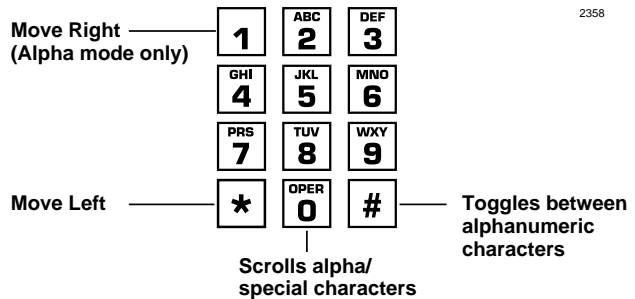 2358
Move Right
(Alpha mode only)
1
ABC
2
DEF
3
GHI
4
JKL
5
MNO
6
PRS
7
TUV
8
WXY
9
Move Left
*
OPER
0
#
Toggles between
alphanumeric
characters
Scrolls alpha/
special characters